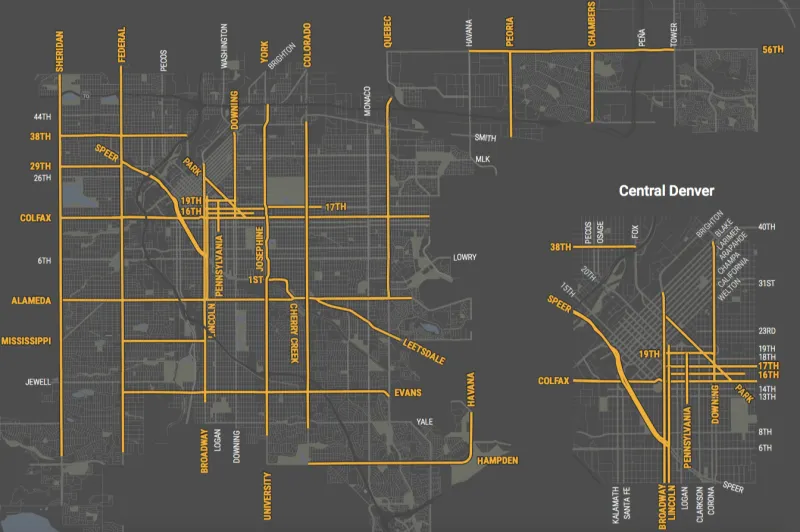 SHERIDAN
FEDERAL
PECOS
WASHINGTON
YORK
BRIGHTON
COLORADO
QUEBEC
HAVANA
PEORIA
CHAMBERS
PEÑA
TOWER
56TH
44TH
38TH
29TH
26TH
SPEER
PARK
DOWNING
MONACO
SMITH
MLK
19TH
16TH
17TH
COLFAX
PENNSYLVANIA
JOSEPHINE
6TH
1ST
LOWRY
ALAMEDA
LINCOLN
CHERRY CREEK
MISSISSIPPI
LEETSDALE
JEWELL
EVANS
HAVANA
YALE
BROADWAY
LOGAN
DOWNING
UNIVERSITY
HAMPDEN
Central Denver
PECOS
OSAGE
FOX
BRIGHTON
BLAKE
LARIMER
ARAPAHOE
CHAMPA
CALIFORNIA
WELTON
40TH
38TH
20TH
15TH
31ST
SPEER
23RD
19TH
19TH
18TH
17TH
16TH
COLFAX
PARK
14TH
13TH
DOWNING
PENNSYLVANIA
8TH
6TH
KALAMATH
SANTA FE
BROADWAY
LINCOLN
LOGAN
CLARKSON
CORONA
SPEER